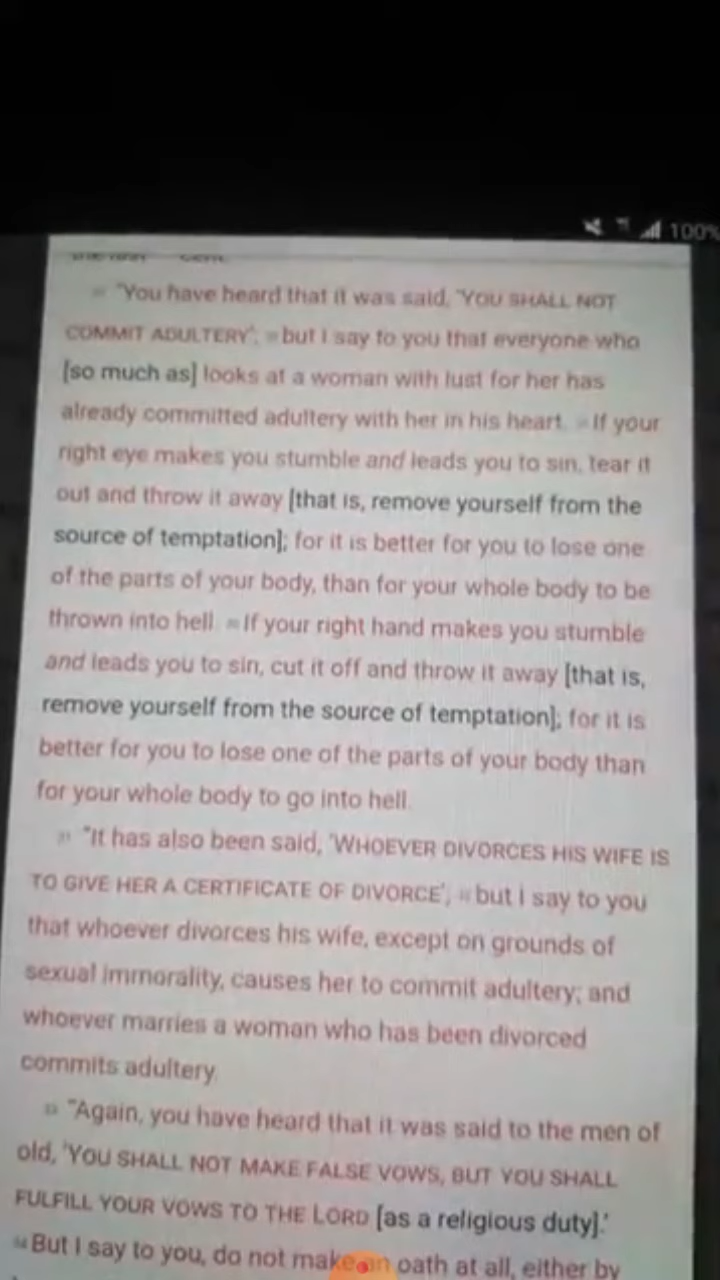 100%
"You have heard that it was said, 'YOU SHALL NOT
COMMIT ADULTERY'; but I say to you that everyone who
[so much as] looks at a woman with lust for her has
already committed adultery with her in his heart. If your
right eye makes you stumble and leads you to sin, tear it
out and throw it away [that is, remove yourself from the
source of temptation]; for it is better for you to lose one
of the parts of your body, than for your whole body to be
thrown into hell. If your right hand makes you stumble
and leads you to sin, cut it off and throw it away [that is,
remove yourself from the source of temptation]; for it is
better for you to lose one of the parts of your body than
for your whole body to go into hell.
"It has also been said, 'WHOEVER DIVORCES HIS WIFE IS
TO GIVE HER A CERTIFICATE OF DIVORCE'; but I say to you
that whoever divorces his wife, except on grounds of
sexual immorality, causes her to commit adultery; and
whoever marries a woman who has been divorced
commits adultery.
"Again, you have heard that it was said to the men of
old, 'YOU SHALL NOT MAKE FALSE VOWS, BUT YOU SHALL
FULFILL YOUR VOWS TO THE LORD [as a religious duty].'
But I say to you, do not make an oath at all, either by